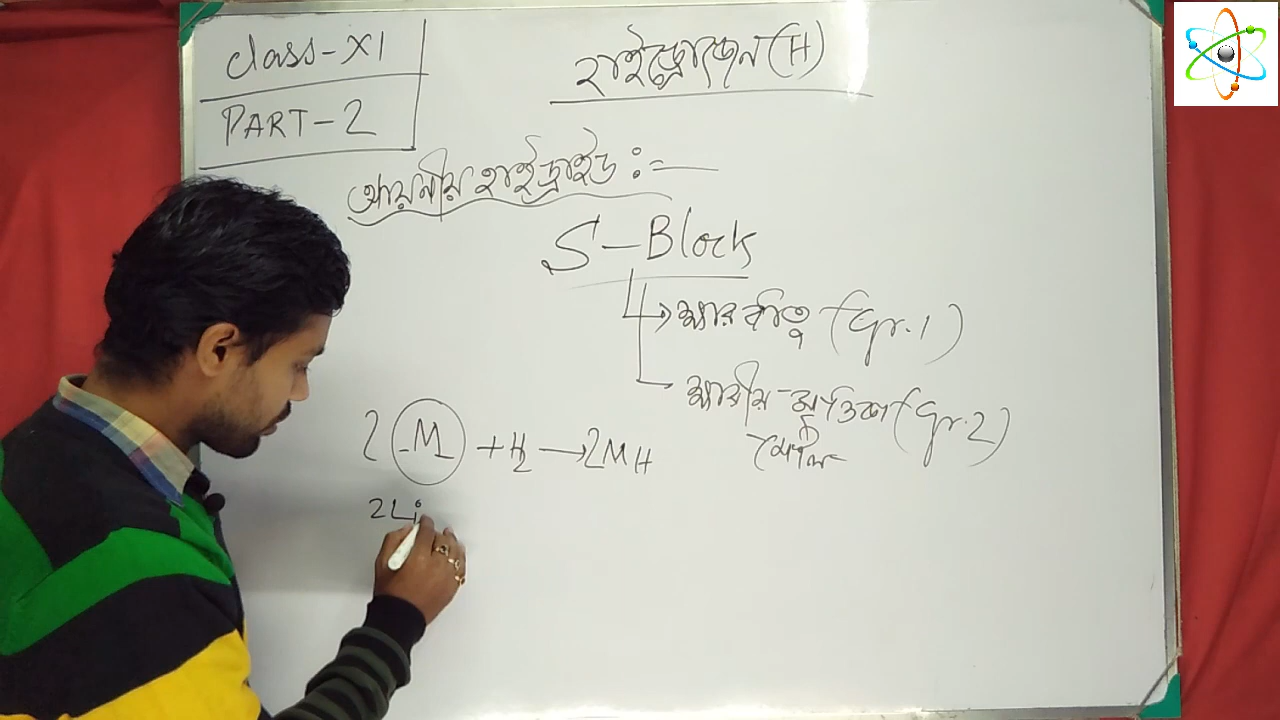 Class-XI
PART-2
হাইড্রোজেন (H)
আয়নীয় হাইড্রাইড :-
S-Block
→ ক্ষার ধাতু (Gr.1)
ক্ষারীয়-মৃত্তিকা (Gr.2)
মৌল
2 M + H2 → 2MH
2Li